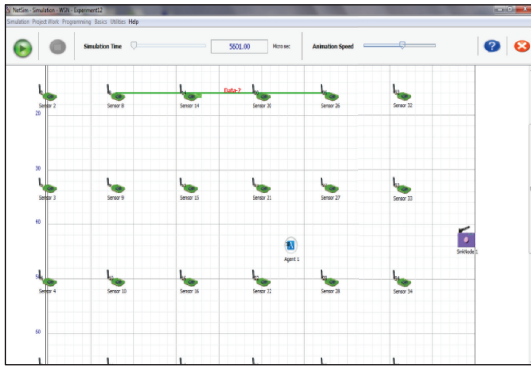 NetSim - Simulation - WSN - Experiment12
Simulation Project Work Programming Basics Utilities Help
Simulation Time 5601.00 Micro sec Animation Speed
Data-7
Sensor 2 Sensor 8 Sensor 14 Sensor 20 Sensor 26 Sensor 32
20
30
Sensor 3 Sensor 9 Sensor 15 Sensor 21 Sensor 27 Sensor 33
40
SinkNode 1
Agent 1
Sensor 4 Sensor 10 Sensor 16 Sensor 22 Sensor 28 Sensor 34
60